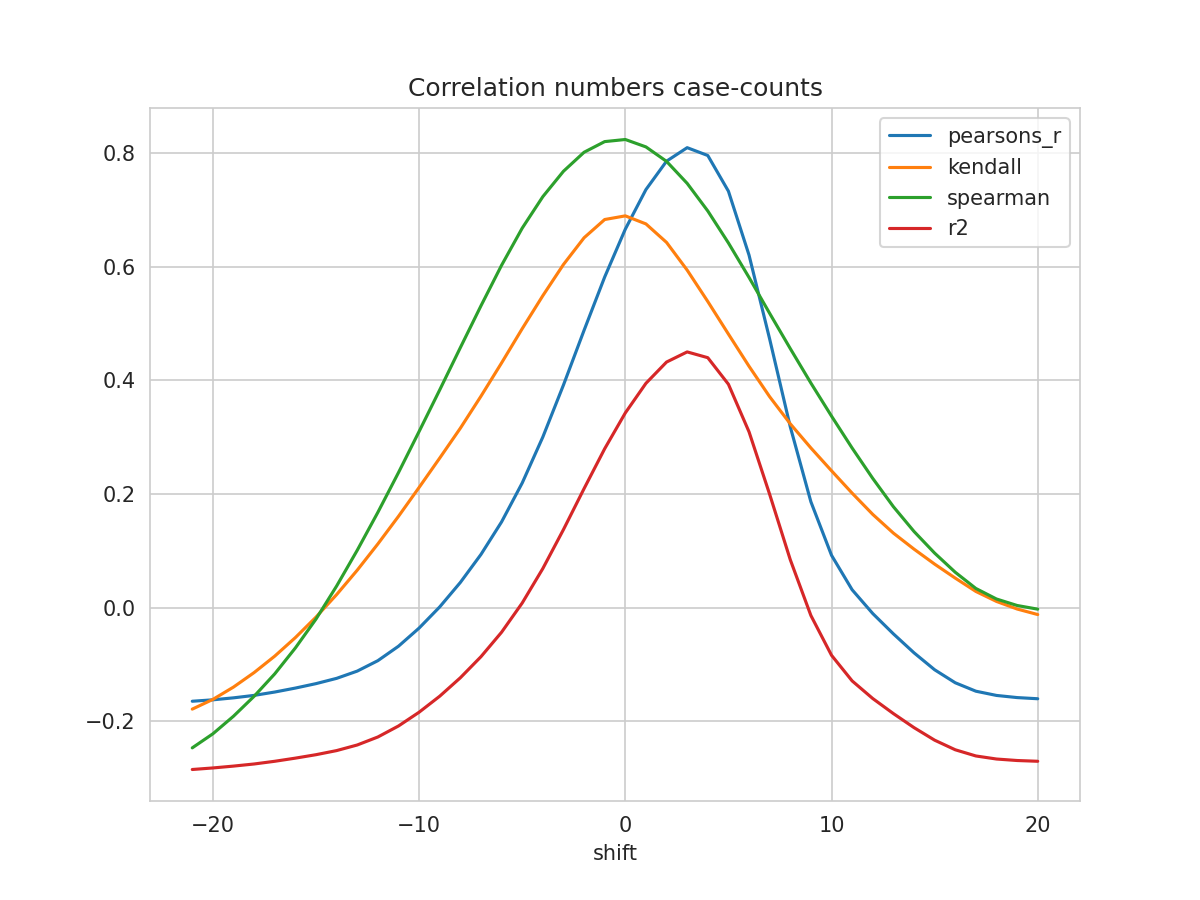 Correlation numbers case-counts
pearsons_r
kendall
spearman
r2
0.8
0.6
0.4
0.2
0.0
−0.2
−20 −10 0 10 20
shift